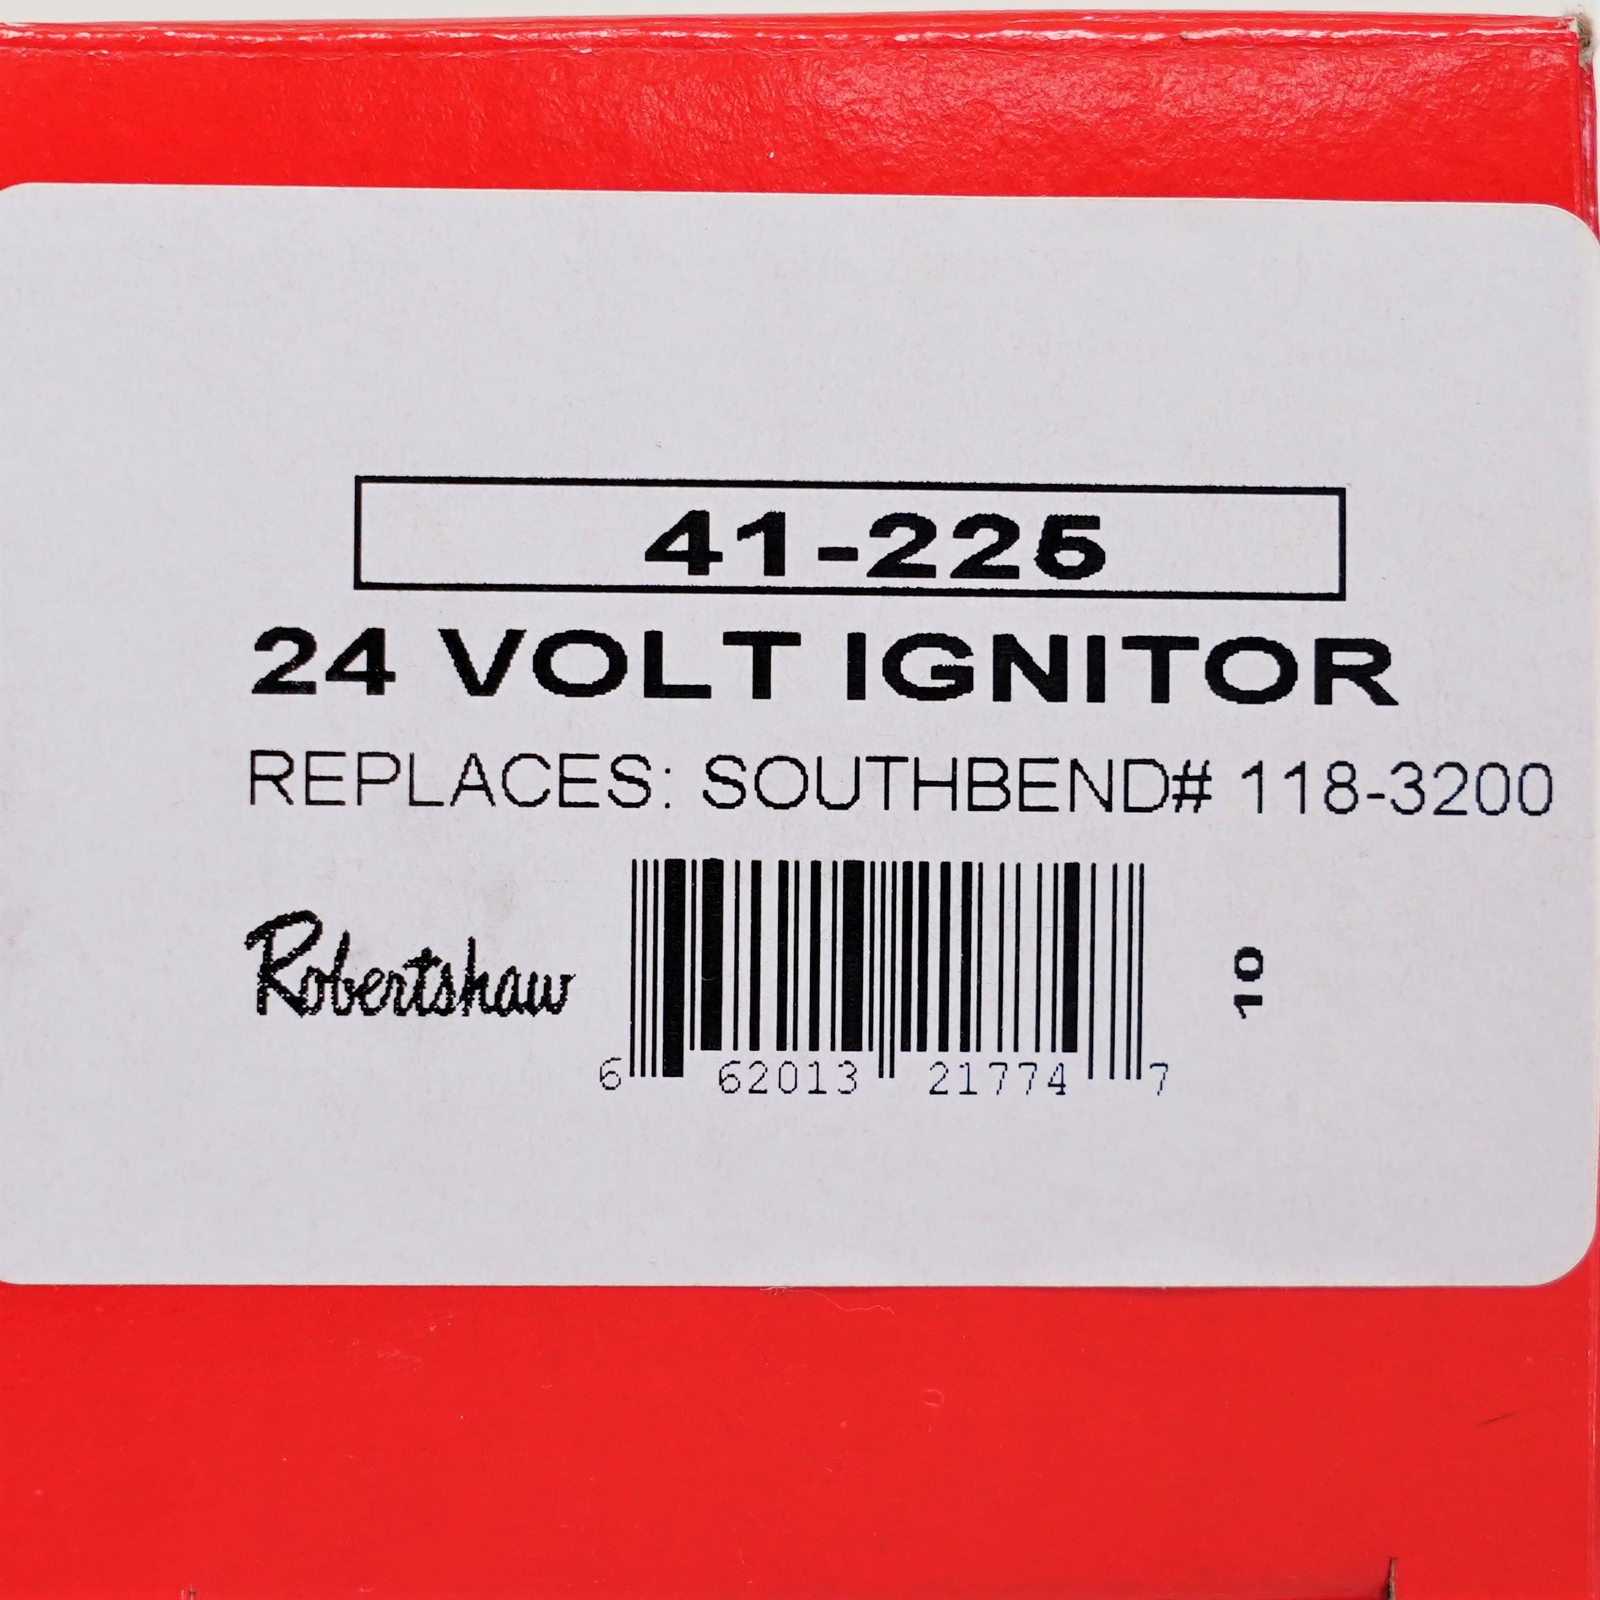 41-225
24 VOLT IGNITOR
REPLACES: SOUTHBEND# 118-3200
Robertshaw
10
6 62013 21774 7